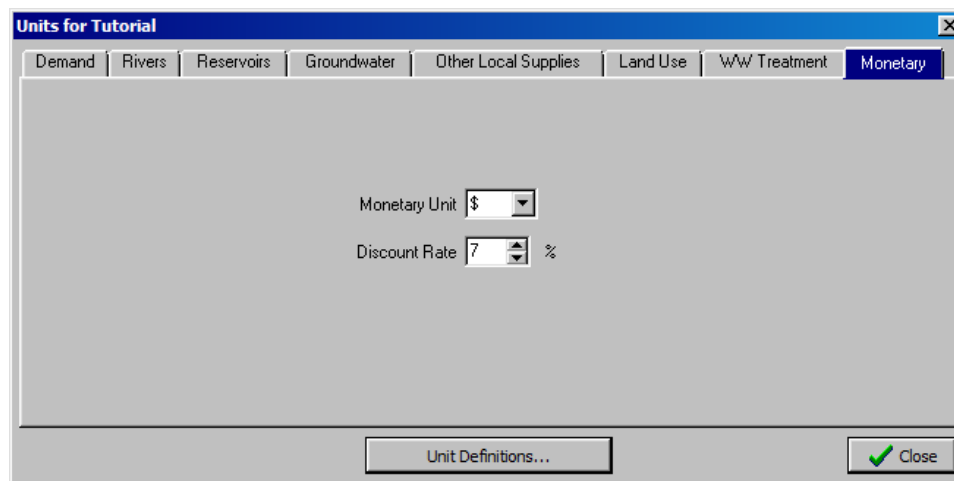 Units for Tutorial
Demand Rivers Reservoirs Groundwater Other Local Supplies Land Use WW Treatment Monetary
Monetary Unit $
Discount Rate 7 %
Unit Definitions...
Close